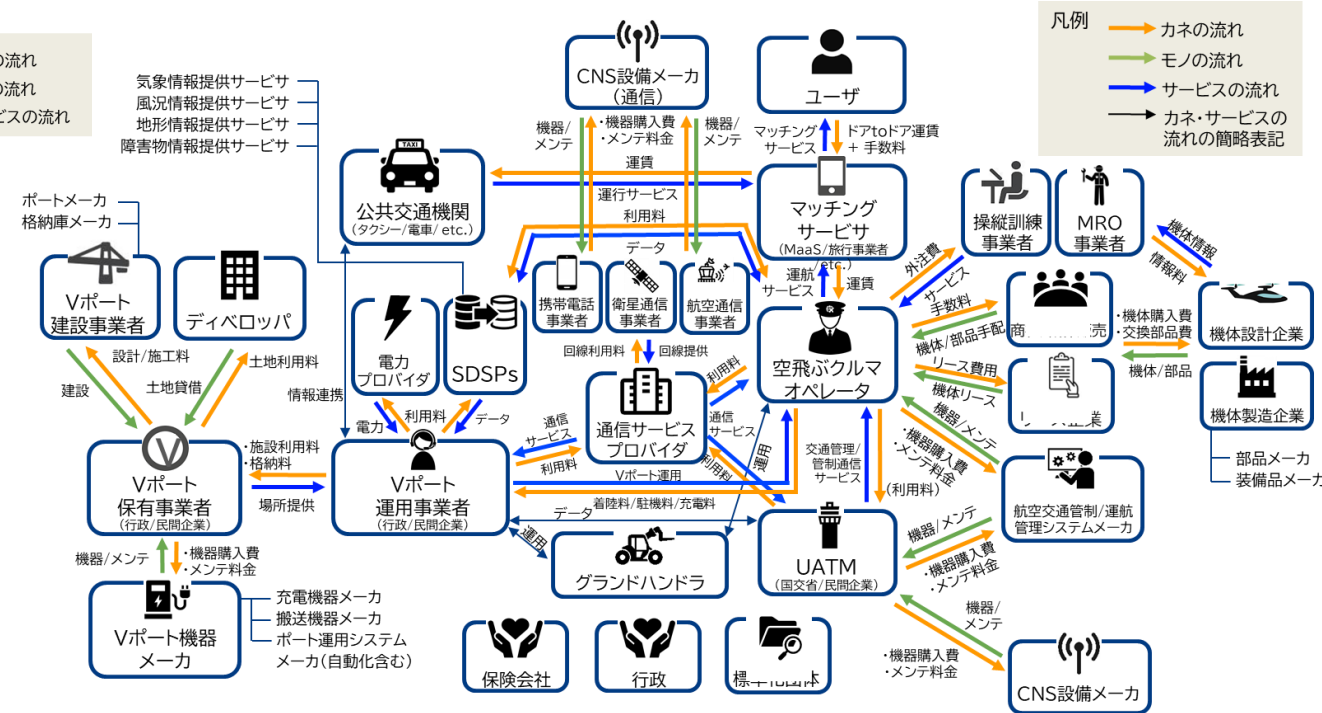 凡例
カネの流れ
モノの流れ
サービスの流れ
カネ・サービスの
流れの簡略表記
の流れ
の流れ
ビスの流れ
気象情報提供サービサ
風況情報提供サービサ
地形情報提供サービサ
障害物情報提供サービサ
CNS設備メーカ
(通信)
ユーザ
機器/
メンテ
・機器購入費
・メンテ料金
機器/
メンテ
マッチング
サービス
ドアtoドア運賃
+ 手数料
TAXI
公共交通機関
(タクシー/電車/ etc.)
運賃
運行サービス
利用料
データ
マッチング
サービサ
(MaaS/旅行事業者
/etc.)
運航
サービス
運賃
操縦訓練
事業者
MRO
事業者
外注費
サービス
機体情報
情報料
ポートメーカ
格納庫メーカ
Vポート
建設事業者
ディベロッパ
電力
プロバイダ
SDSPs
携帯電話
事業者
衛星通信
事業者
航空通信
事業者
空飛ぶクルマ
オペレータ
手数料
機体/部品手配
商
売
・機体購入費
・交換部品費
機体/部品
機体設計企業
機体製造企業
部品メーカ
装備品メーカ
リース費用
機体リース
ース企業
設計/施工料
建設
土地利用料
土地貸借
情報連携
電力
利用料
データ
回線利用料
回線提供
通信サービス
プロバイダ
利用料
通信
サービス
通信
サービス
利用料
利用料
V
Vポート
保有事業者
(行政/民間企業)
・施設利用料
・格納料
場所提供
Vポート
運用事業者
(行政/民間企業)
Vポート運用
着陸料/駐機料/充電料
データ
運用
運用
交通管理/
管制通信
サービス
(利用料)
機器/メンテ
・機器購入費
・メンテ料金
航空交通管制/運航
管理システムメーカ
機器/メンテ
・機器購入費
・メンテ料金
UATM
(国交省/民間企業)
グランドハンドラ
機器/メンテ
・機器購入費
・メンテ料金
Vポート機器
メーカ
充電機器メーカ
搬送機器メーカ
ポート運用システム
メーカ(自動化含む)
保険会社
行政
機器/
メンテ
・機器購入費
・メンテ料金
CNS設備メーカ